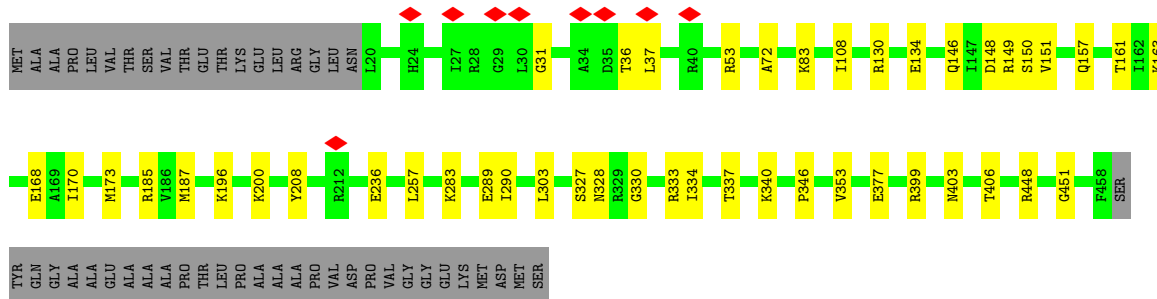 MET ALA ALA PRO LEU VAL THR SER VAL THR GLU THR LYS GLU LEU ARG GLY LEU ASN L20 H24 I27 R28 G29 L30 G31 A34 D35 T36 L37 R40 R53 A72 K83 I108 R130 E134 Q146 I147 D148 R149 S150 V151 Q157 T161 I162 K163
E168 A169 I170 M173 R185 V186 M187 K196 K200 Y208 R212 E236 L257 K283 E289 I290 L303 S327 N328 R329 G330 R333 I334 T337 K340 P346 V353 E377 R399 N403 T406 R448 G451 F458 SER
TYR GLN GLY ALA ALA GLU ALA ALA ALA PRO THR LEU PRO ALA ALA ALA PRO VAL ASP PRO VAL GLY GLY GLU LYS MET ASP MET SER